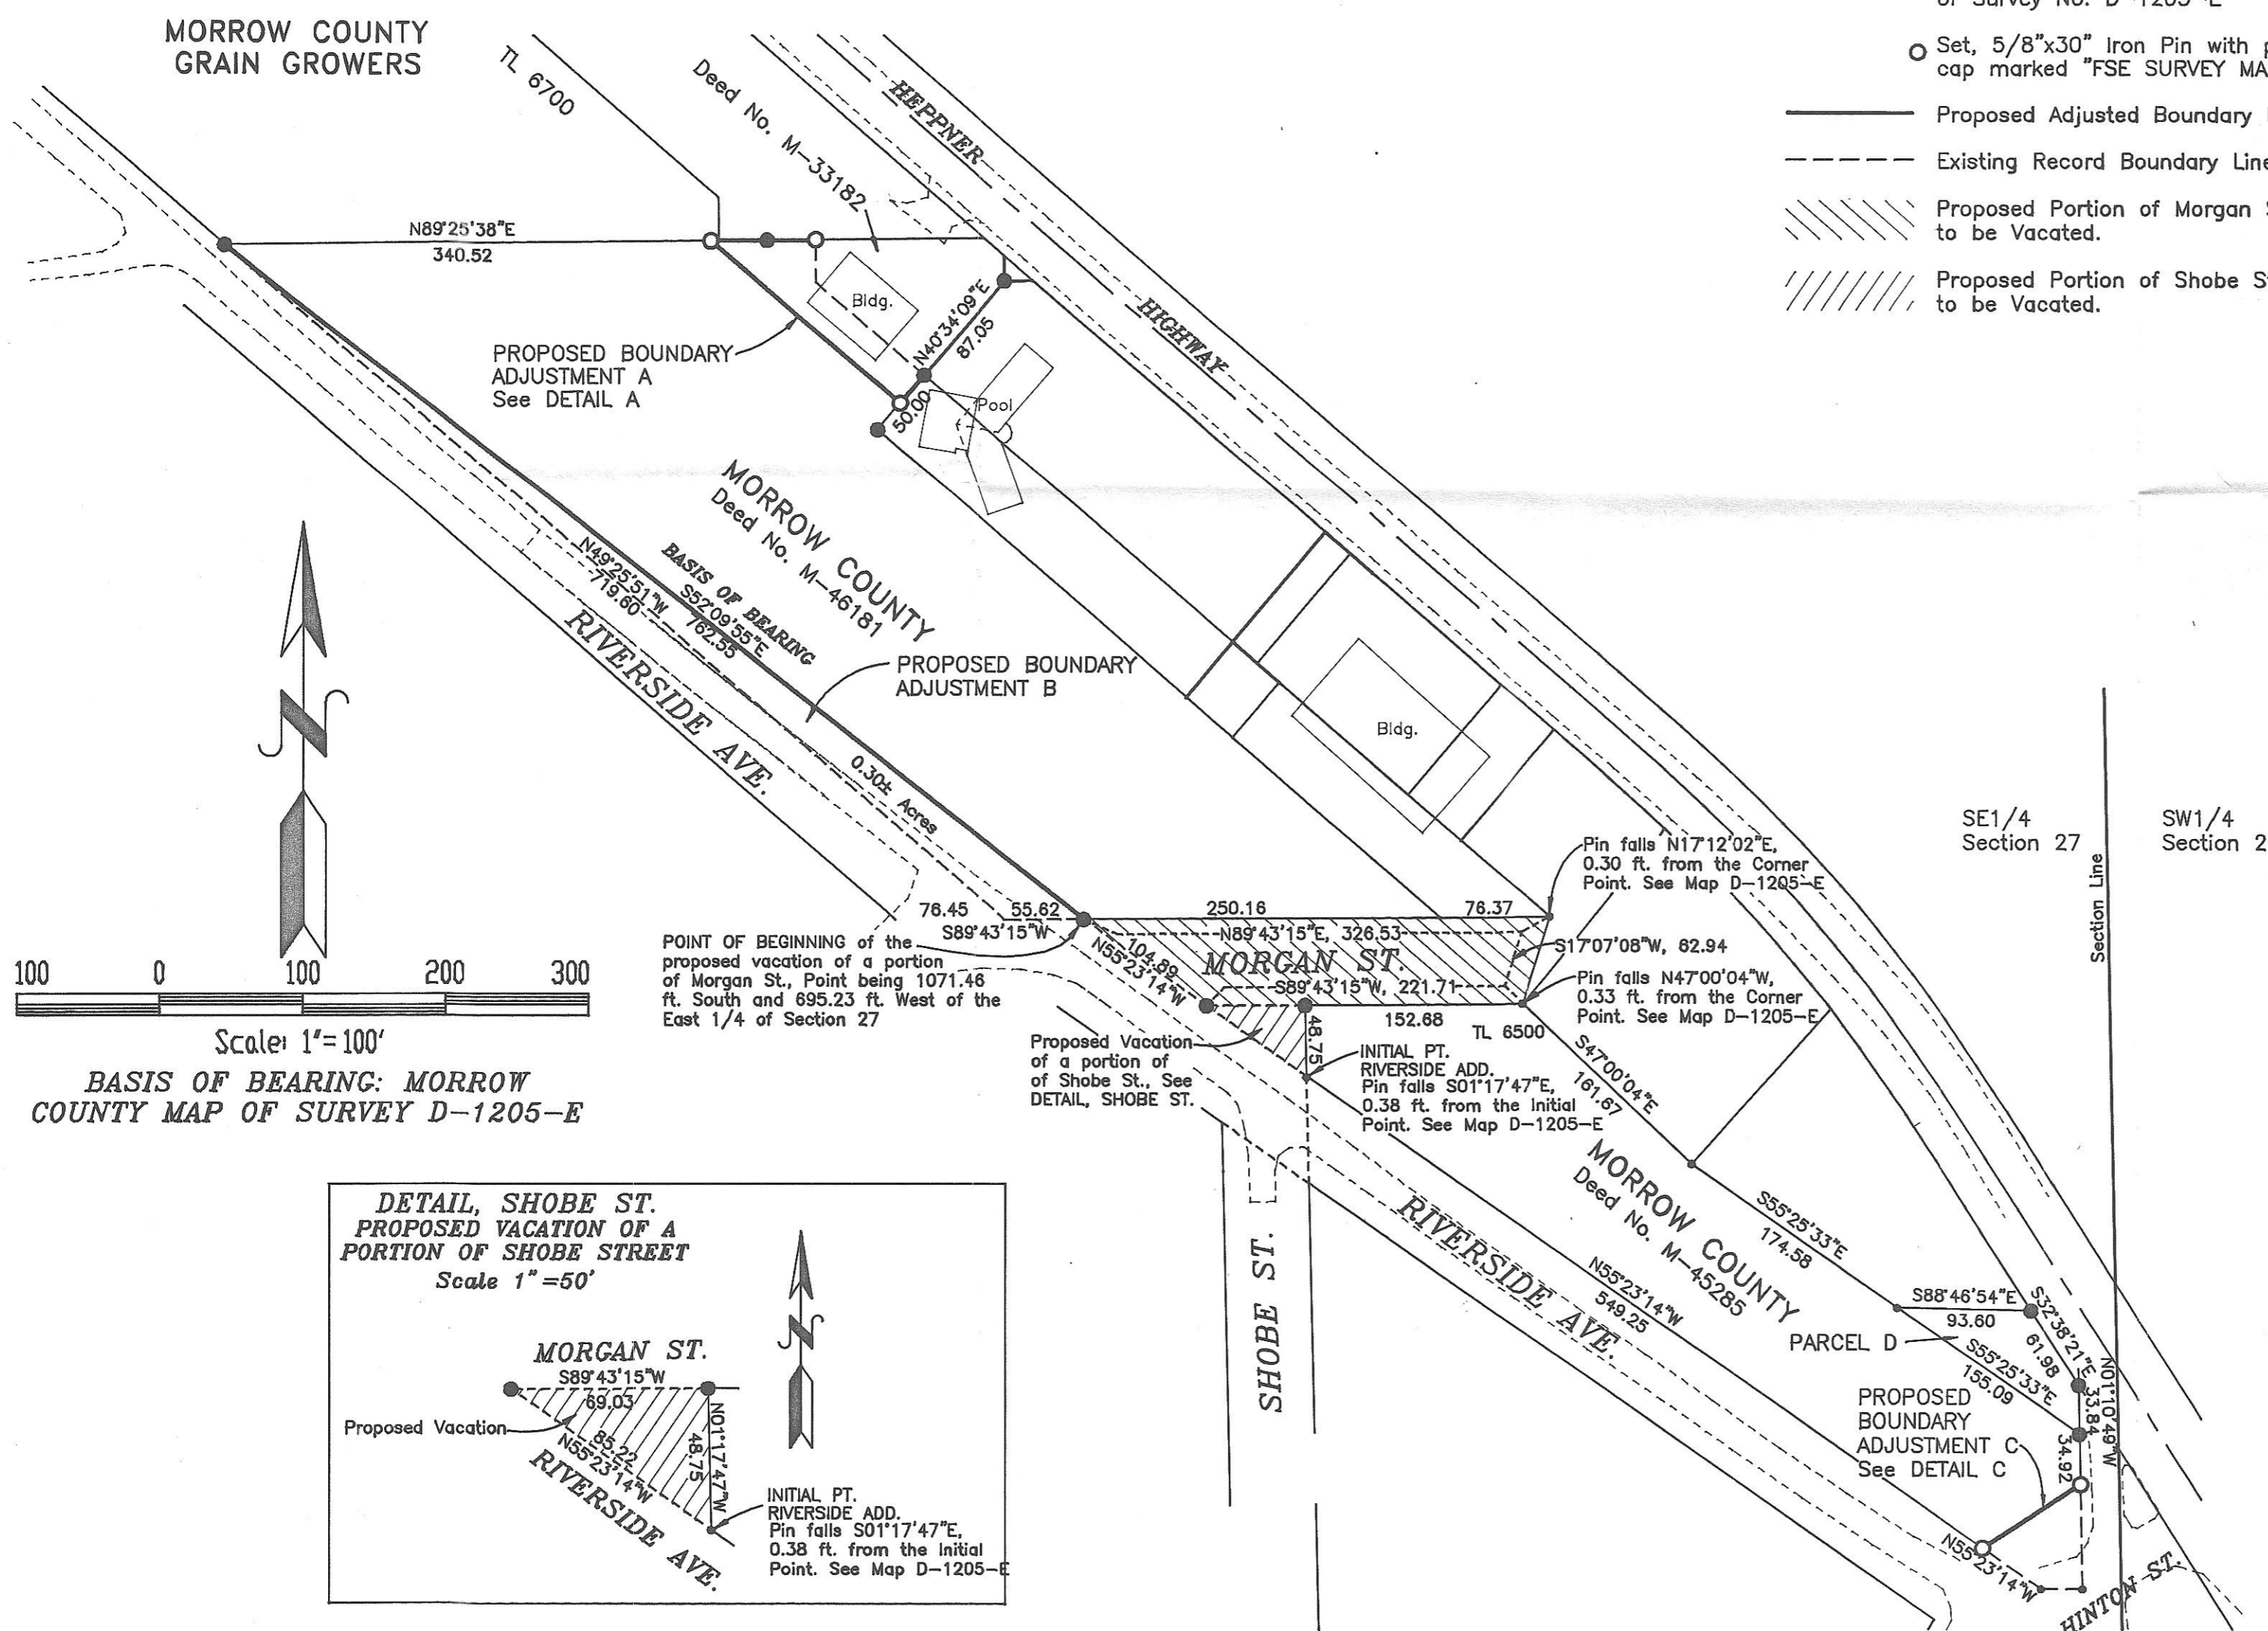 MORROW COUNTY
GRAIN GROWERS
TL 6700
Deed No. M-33182
HEPPNER
HIGHWAY
of Survey No. D-1205-E
Set, 5/8"x30" Iron Pin with
cap marked "FSE SURVEY MA
Proposed Adjusted Boundary
Existing Record Boundary Line
Proposed Portion of Morgan
to be Vacated.
Proposed Portion of Shobe S
to be Vacated.
N89°25'38"E
340.52
Bldg.
N40°34'09"E
87.05
50.00
Pool
PROPOSED BOUNDARY
ADJUSTMENT A
See DETAIL A
MORROW COUNTY
Deed No. M-46181
BASIS OF BEARING
S52°09'55"E
762.55
N49°25'51"W
719.60
RIVERSIDE AVE.
PROPOSED BOUNDARY
ADJUSTMENT B
0.30± Acres
Bldg.
SE1/4
Section 27
SW1/4
Section 2
Section Line
Pin falls N17°12'02"E,
0.30 ft. from the Corner
Point. See Map D-1205-E
76.45
55.62
S89°43'15"W
250.16
76.37
N89°43'15"E, 326.53
S17°07'08"W, 62.94
104.89
N55°23'14"W
MORGAN ST.
S89°43'15"W, 221.71
152.68
TL 6500
Pin falls N47°00'04"W,
0.33 ft. from the Corner
Point. See Map D-1205-E
POINT OF BEGINNING of the
proposed vacation of a portion
of Morgan St., Point being 1071.46
ft. South and 695.23 ft. West of the
East 1/4 of Section 27
N
100 0 100 200 300
Scale: 1"=100'
BASIS OF BEARING: MORROW
COUNTY MAP OF SURVEY D-1205-E
Proposed Vacation
of a portion of
of Shobe St., See
DETAIL, SHOBE ST.
48.75
INITIAL PT.
RIVERSIDE ADD.
Pin falls S01°17'47"E,
0.38 ft. from the Initial
Point. See Map D-1205-E
S47°00'04"E
161.67
MORROW COUNTY
Deed No. M-45285
S55°25'33"E
174.58
N55°23'14"W
549.25
RIVERSIDE AVE.
SHOBE ST.
S88°46'54"E
93.60
S32°38'21"E
61.98
PARCEL D
S55°25'33"E
155.09
N01°10'49"W
33.84
34.92
PROPOSED
BOUNDARY
ADJUSTMENT C
See DETAIL C
N55°23'14"W
HINTON ST.
DETAIL, SHOBE ST.
PROPOSED VACATION OF A
PORTION OF SHOBE STREET
Scale 1"=50'
N
MORGAN ST.
S89°43'15"W
69.03
Proposed Vacation
85.22
N55°23'14"W
N01°17'47"W
48.75
RIVERSIDE AVE.
INITIAL PT.
RIVERSIDE ADD.
Pin falls S01°17'47"E,
0.38 ft. from the Initial
Point. See Map D-1205-E